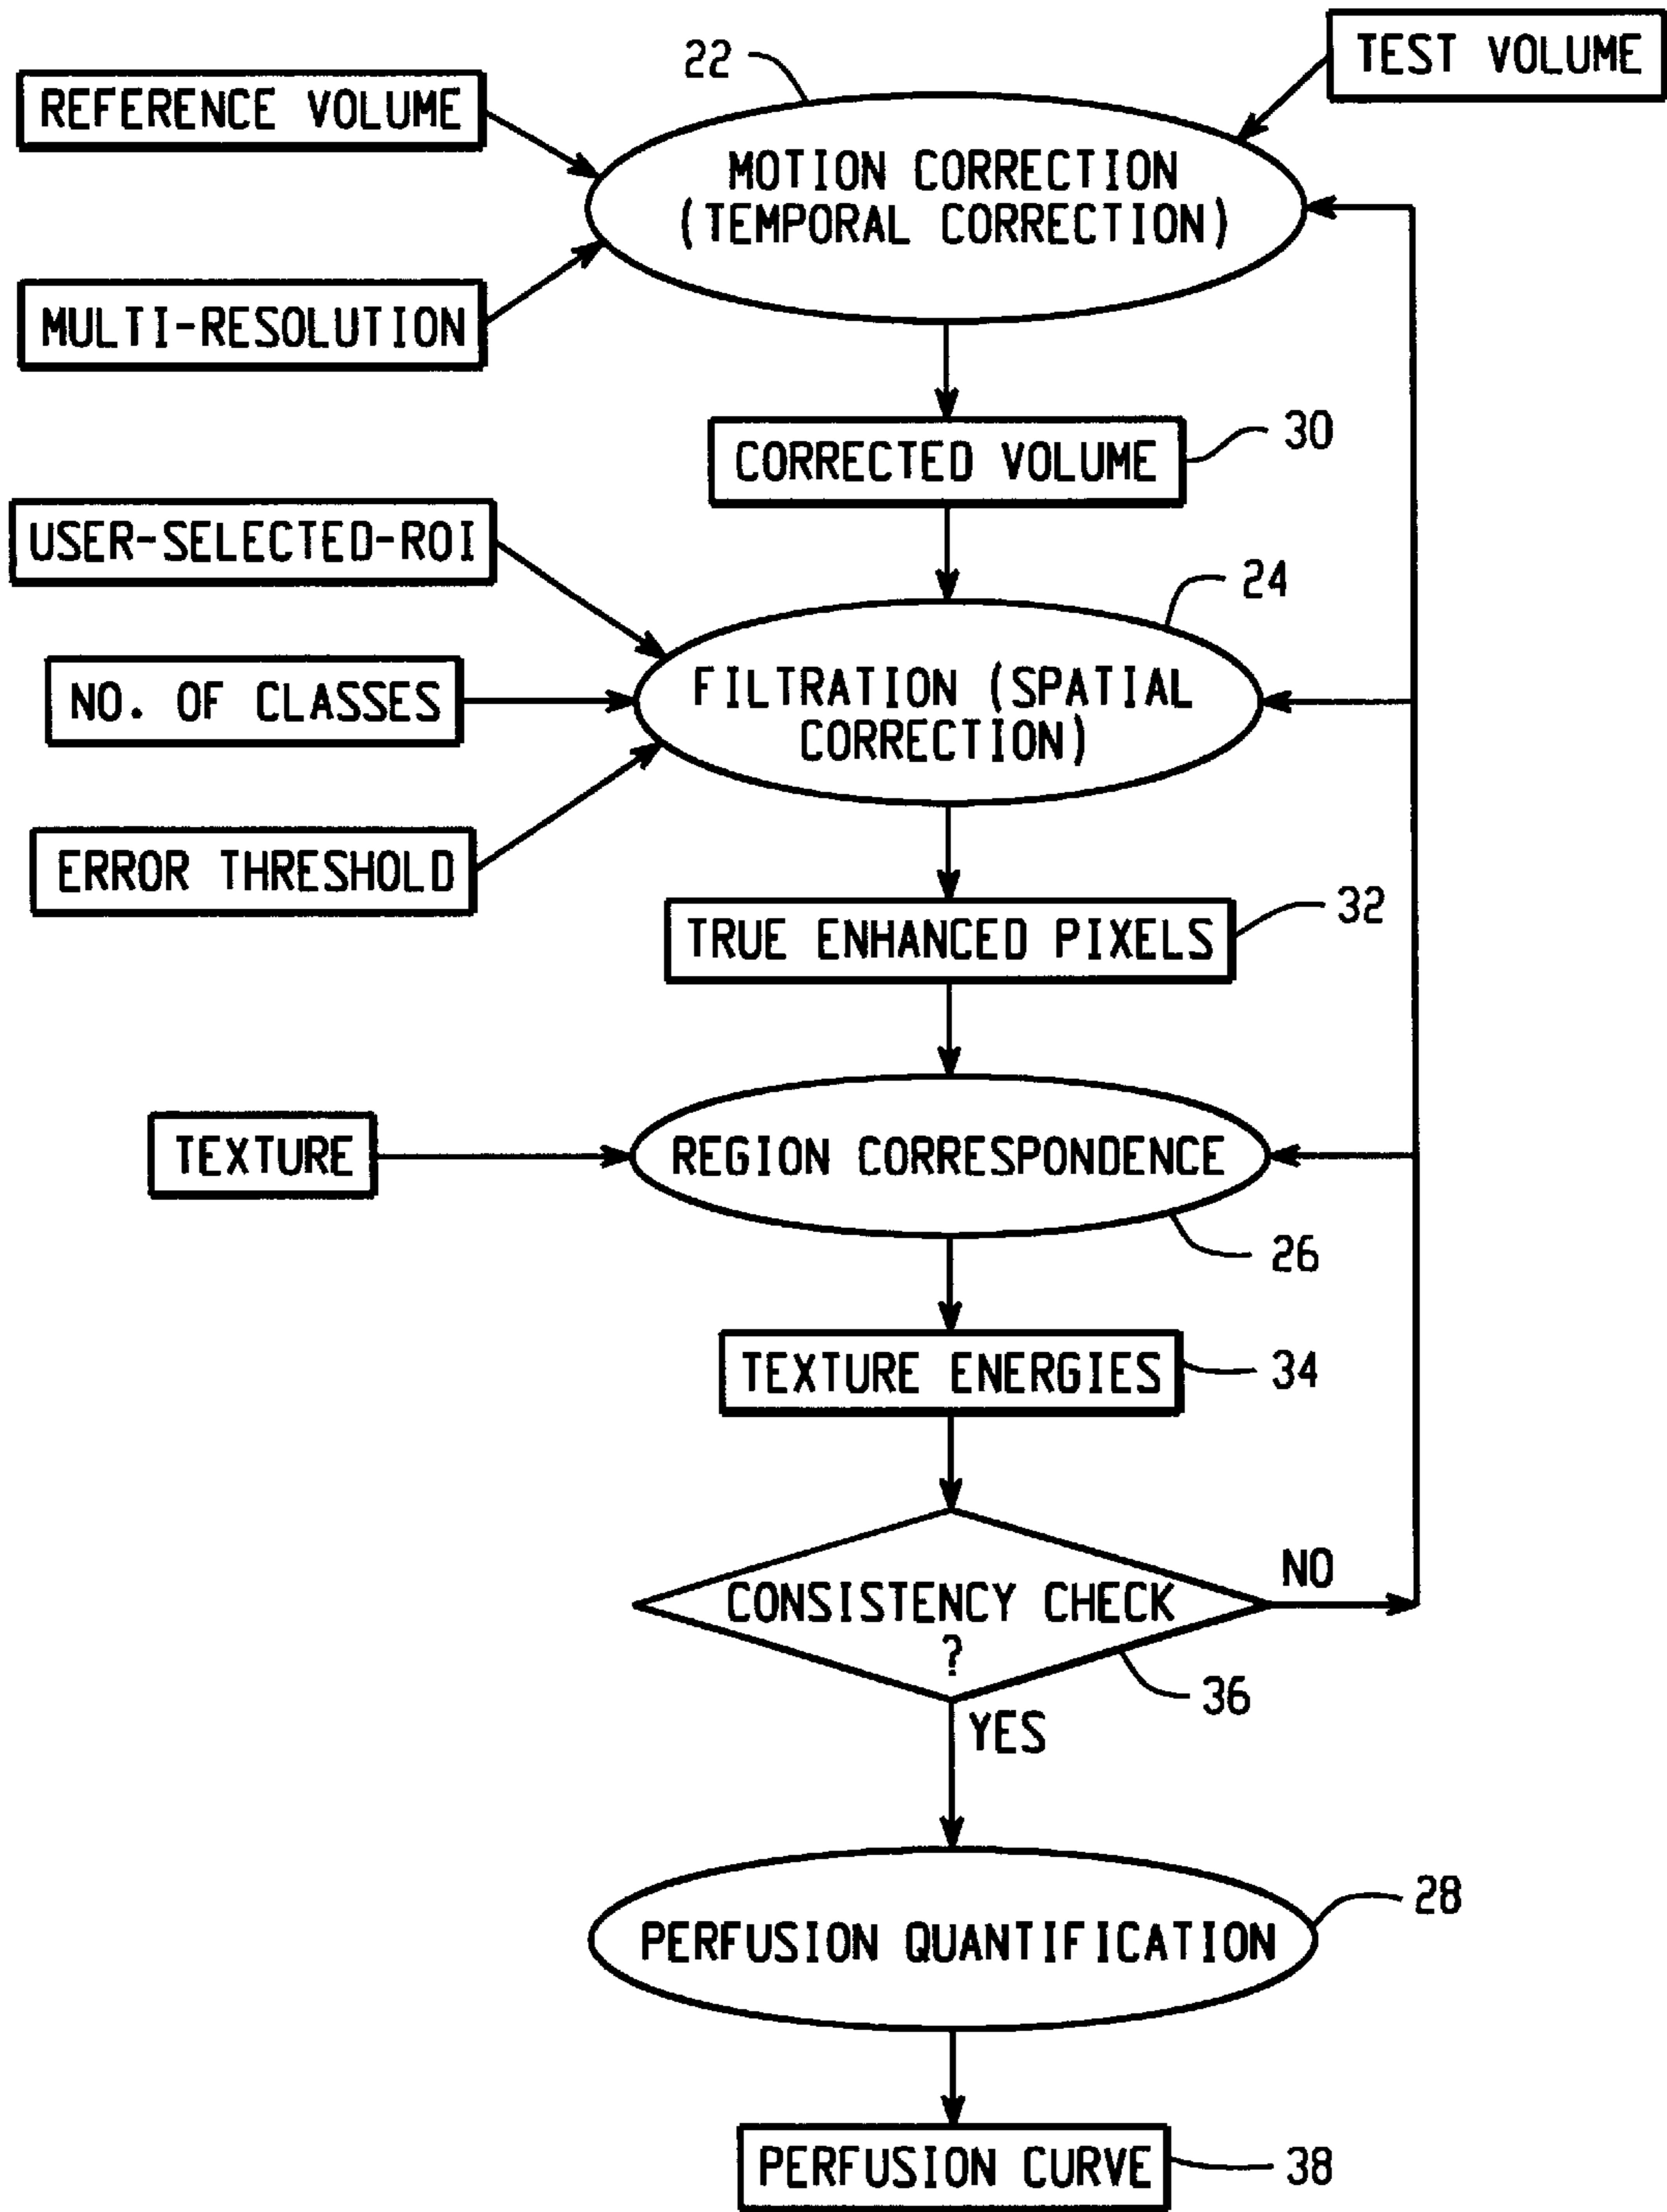 TEST VOLUME
22
REFERENCE VOLUME
MOTION CORRECTION
(TEMPORAL CORRECTION)
MULTI-RESOLUTION
30
CORRECTED VOLUME
USER-SELECTED-ROI
24
FILTRATION (SPATIAL
CORRECTION)
NO. OF CLASSES
ERROR THRESHOLD
32
TRUE ENHANCED PIXELS
TEXTURE
REGION CORRESPONDENCE
26
TEXTURE ENERGIES
34
NO
CONSISTENCY CHECK
?
36
YES
28
PERFUSION QUANTIFICATION
PERFUSION CURVE
38